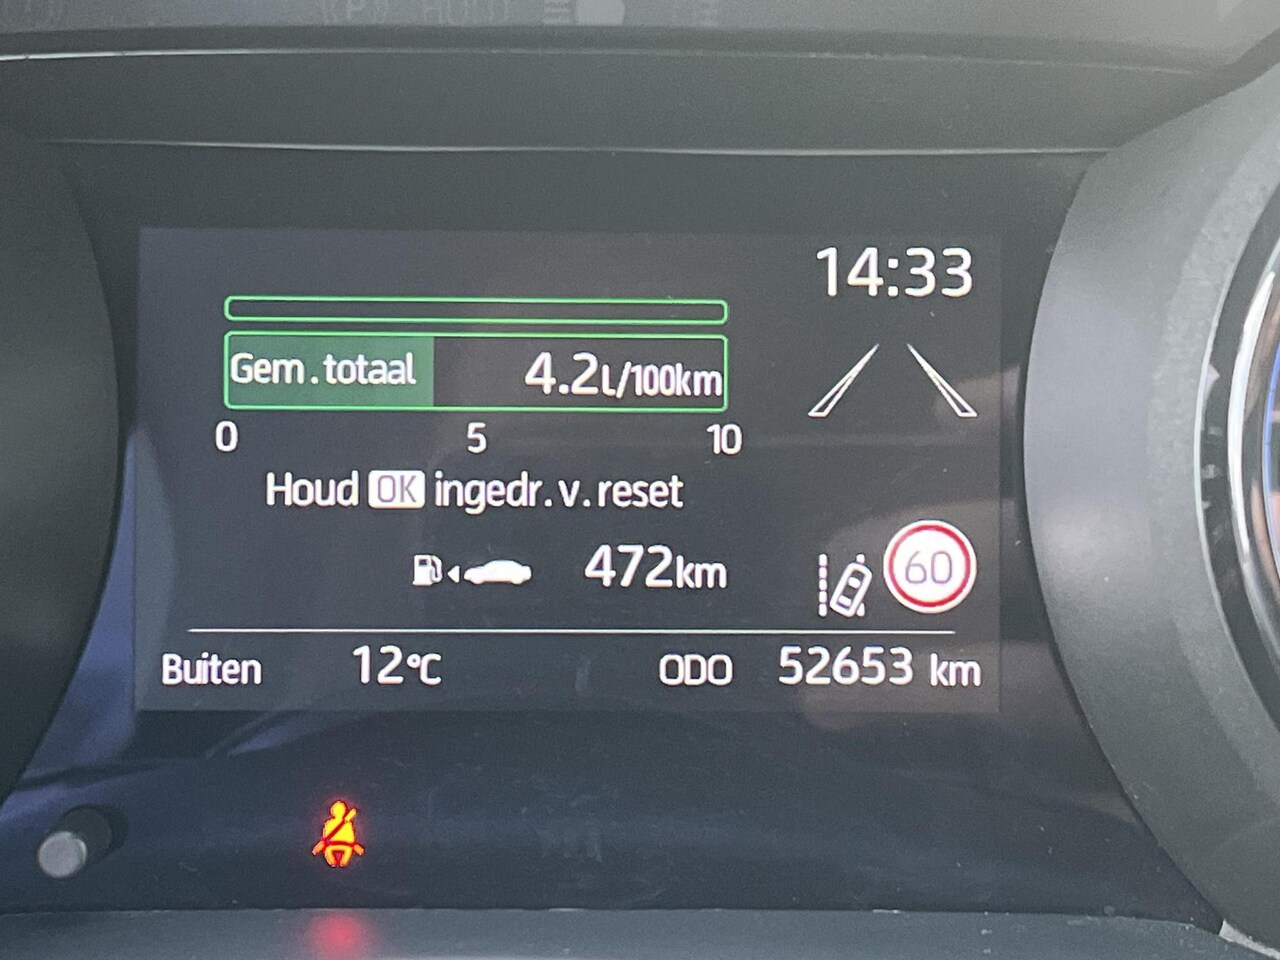 HOLD
14:33
Gem.totaal 4.2L/100km
0 5 10
Houd OK ingedr.v.reset
472km
60
Buiten 12°C ODO 52653 km